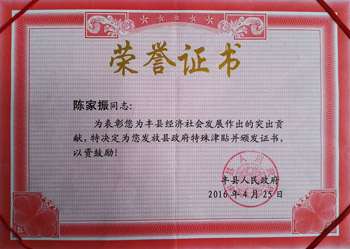 荣誉证书
陈家振同志：
为表彰您为丰县经济社会发展作出的突出贡
献，特决定为您发放县政府特殊津贴并颁发证书，
以资鼓励！
丰县人民政府
2016年4月25日